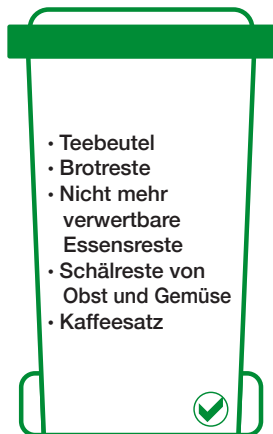 · Teebeutel
· Brotreste
· Nicht mehr
verwertbare
Essensreste
· Schälreste von
Obst und Gemüse
· Kaffeesatz